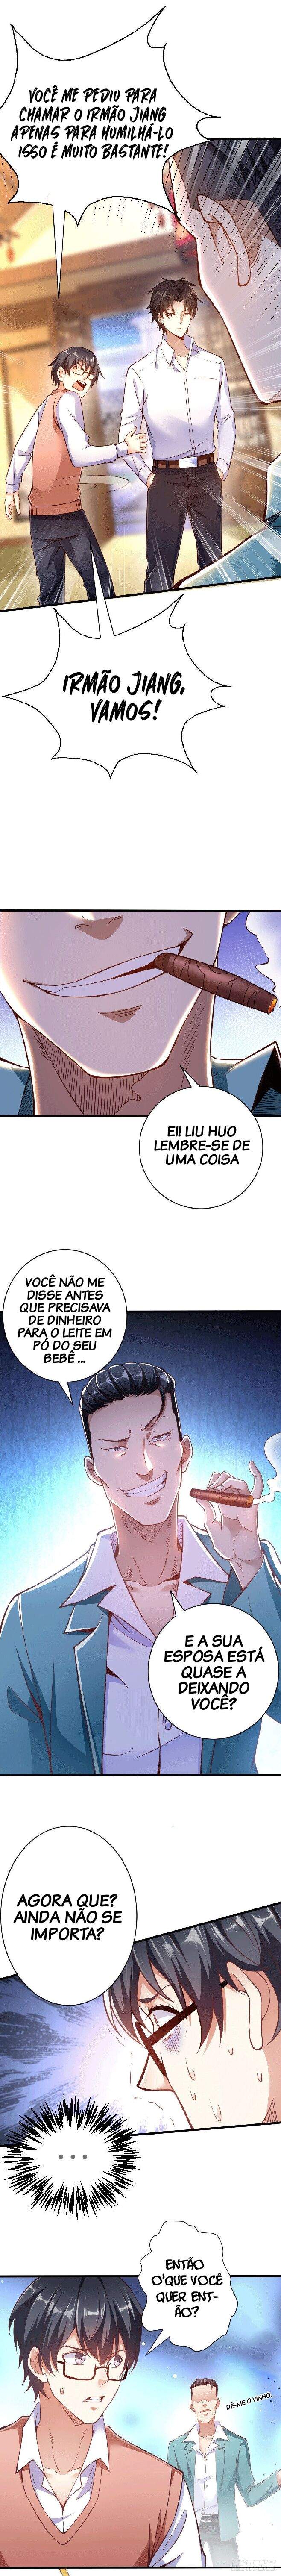 VOCÊ ME PEDIU PARA
CHAMAR O IRMÃO JIANG
APENAS PARA HUMILHÁ-LO
ISSO É MUITO BASTANTE!
IRMÃO JIANG,
VAMOS!
EI! LIU HUO
LEMBRE-SE DE
UMA COISA
VOCÊ NÃO ME
DISSE ANTES
QUE PRECISAVA
DE DINHEIRO
PARA O LEITE EM
PÓ DO SEU
BEBÊ ...
E A SUA
ESPOSA ESTÁ
QUASE A
DEIXANDO
VOCÊ?
AGORA QUE?
AINDA NÃO SE
IMPORTA?
...
ENTÃO
O'QUE VOCÊ
QUER ENT-
ÃO?
DÊ-ME O VINHO.